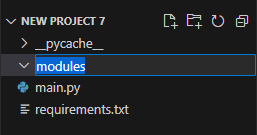 NEW PROJECT 7
__pycache__
modules
main.py
requirements.txt